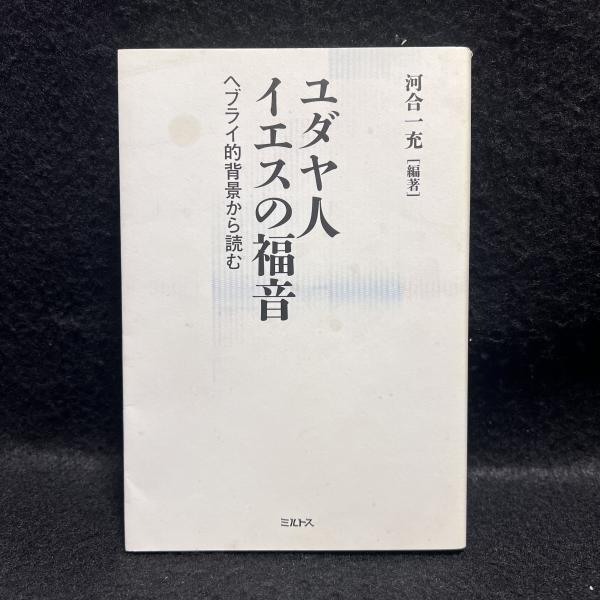 河合一充 [編著]
ユダヤ人
イエスの福音
ヘブライ的背景から読む
ミルトス